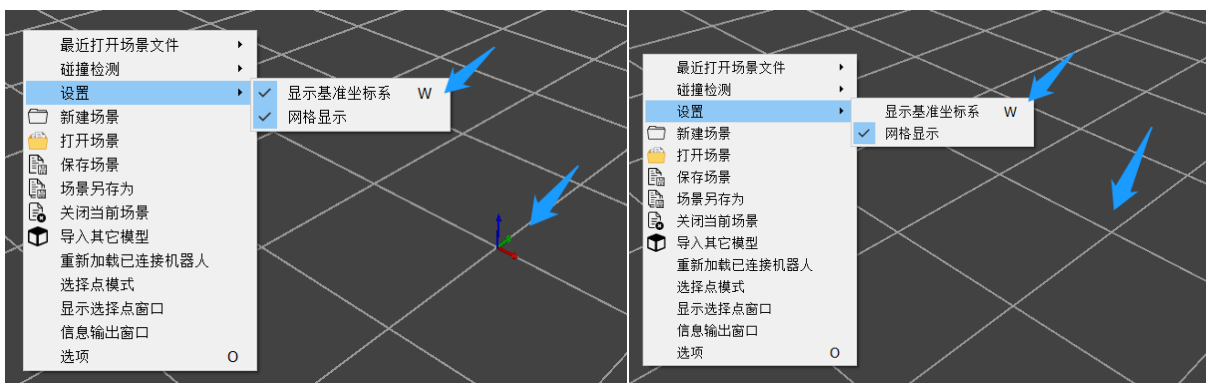 最近打开场景文件
碰撞检测
设置
显示基准坐标系 W
网格显示
新建场景
打开场景
保存场景
场景另存为
关闭当前场景
导入其它模型
重新加载已连接机器人
选择点模式
显示选择点窗口
信息输出窗口
选项 O
最近打开场景文件
碰撞检测
设置
显示基准坐标系 W
网格显示
新建场景
打开场景
保存场景
场景另存为
关闭当前场景
导入其它模型
重新加载已连接机器人
选择点模式
显示选择点窗口
信息输出窗口
选项 O